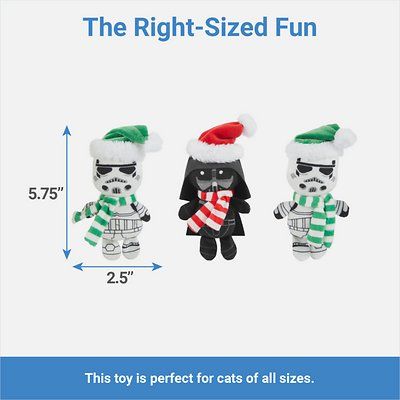 The Right-Sized Fun
5.75”
2.5”
This toy is perfect for cats of all sizes.